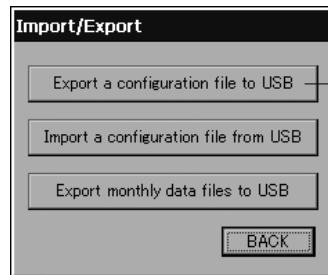 Import/Export
Export a configuration file to USB
Import a configuration file from USB
Export monthly data files to USB
BACK